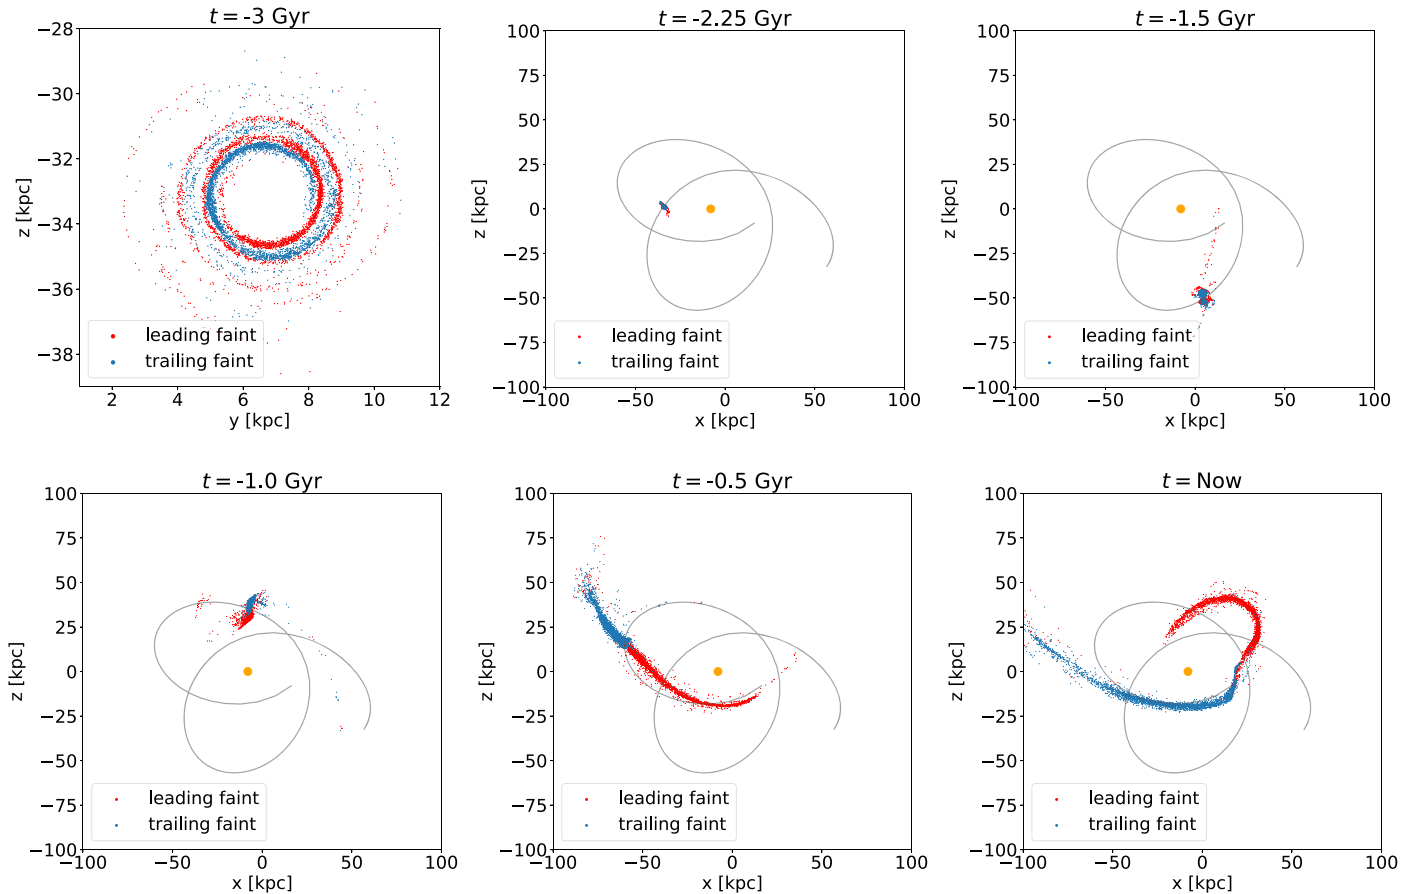 t = -3 Gyr
−28
−30
−32
−34
−36
−38
z [kpc]
2 4 6 8 10 12
y [kpc]
leading faint
trailing faint
t = -2.25 Gyr
100
75
50
25
0
−25
−50
−75
−100
z [kpc]
−100 −50 0 50 100
x [kpc]
leading faint
trailing faint
t = -1.5 Gyr
100
75
50
25
0
−25
−50
−75
−100
z [kpc]
−100 −50 0 50 100
x [kpc]
leading faint
trailing faint
t = -1.0 Gyr
100
75
50
25
0
−25
−50
−75
−100
z [kpc]
−100 −50 0 50 100
x [kpc]
leading faint
trailing faint
t = -0.5 Gyr
100
75
50
25
0
−25
−50
−75
−100
z [kpc]
−100 −50 0 50 100
x [kpc]
leading faint
trailing faint
t = Now
100
75
50
25
0
−25
−50
−75
−100
z [kpc]
−100 −50 0 50 100
x [kpc]
leading faint
trailing faint